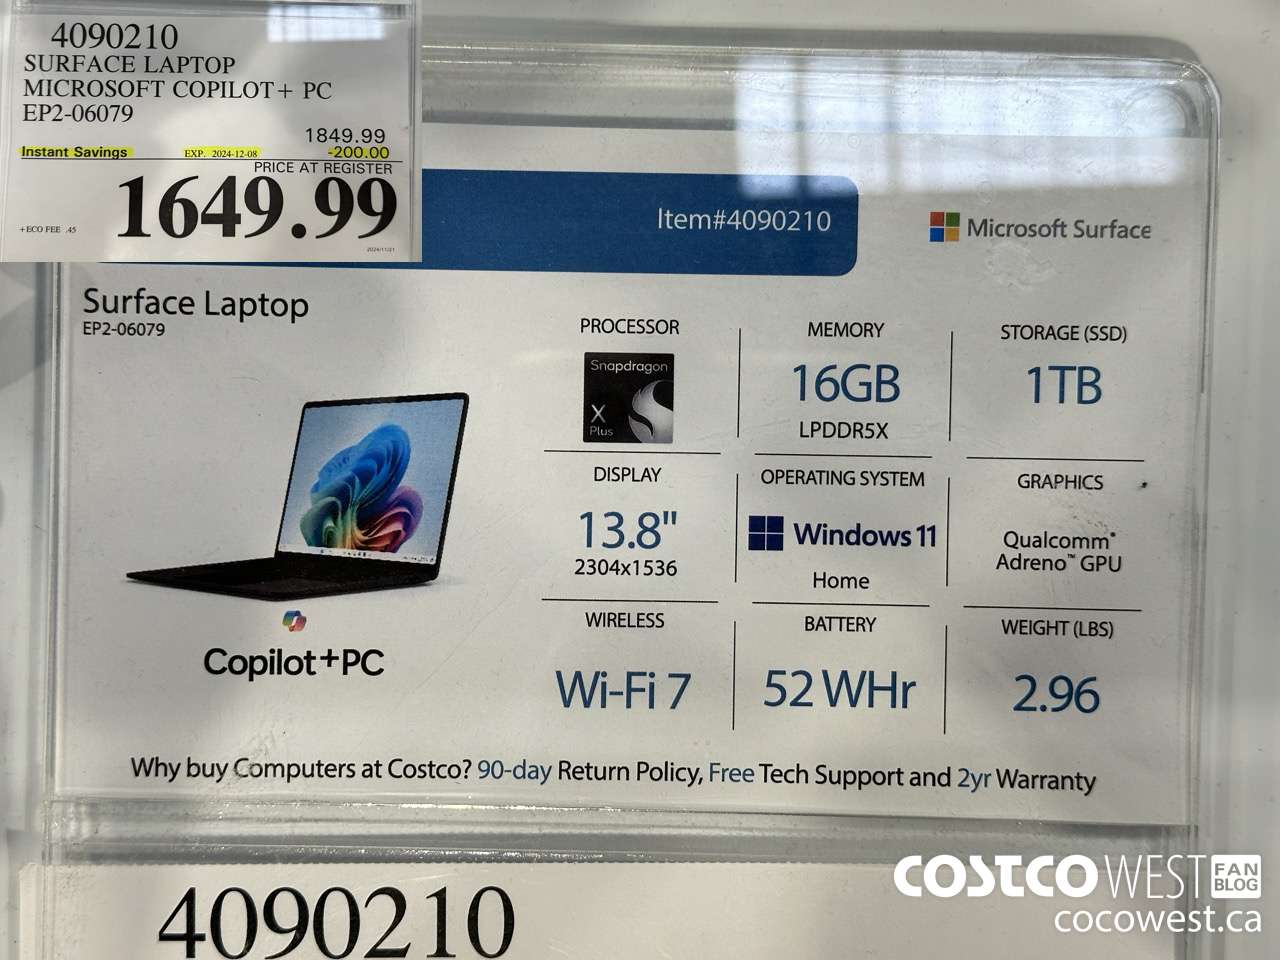 4090210
SURFACE LAPTOP
MICROSOFT COPILOT+ PC
EP2-06079
1849.99
Instant Savings EXP. 2024-12-08 -200.00
PRICE AT REGISTER
+ECO FEE .45 1649.99
2024/11/21
Item#4090210
Microsoft Surface
Surface Laptop
EP2-06079
PROCESSOR
Snapdragon
X
Plus
MEMORY
16GB
LPDDR5X
STORAGE (SSD)
1TB
DISPLAY
13.8"
2304x1536
OPERATING SYSTEM
Windows 11
Home
GRAPHICS
Qualcomm®
Adreno™ GPU
WIRELESS
Wi-Fi 7
BATTERY
52 WHr
WEIGHT (LBS)
2.96
Copilot+PC
Why buy Computers at Costco? 90-day Return Policy, Free Tech Support and 2yr Warranty
4090210
COSTCO WEST FAN BLOG
cocowest.ca